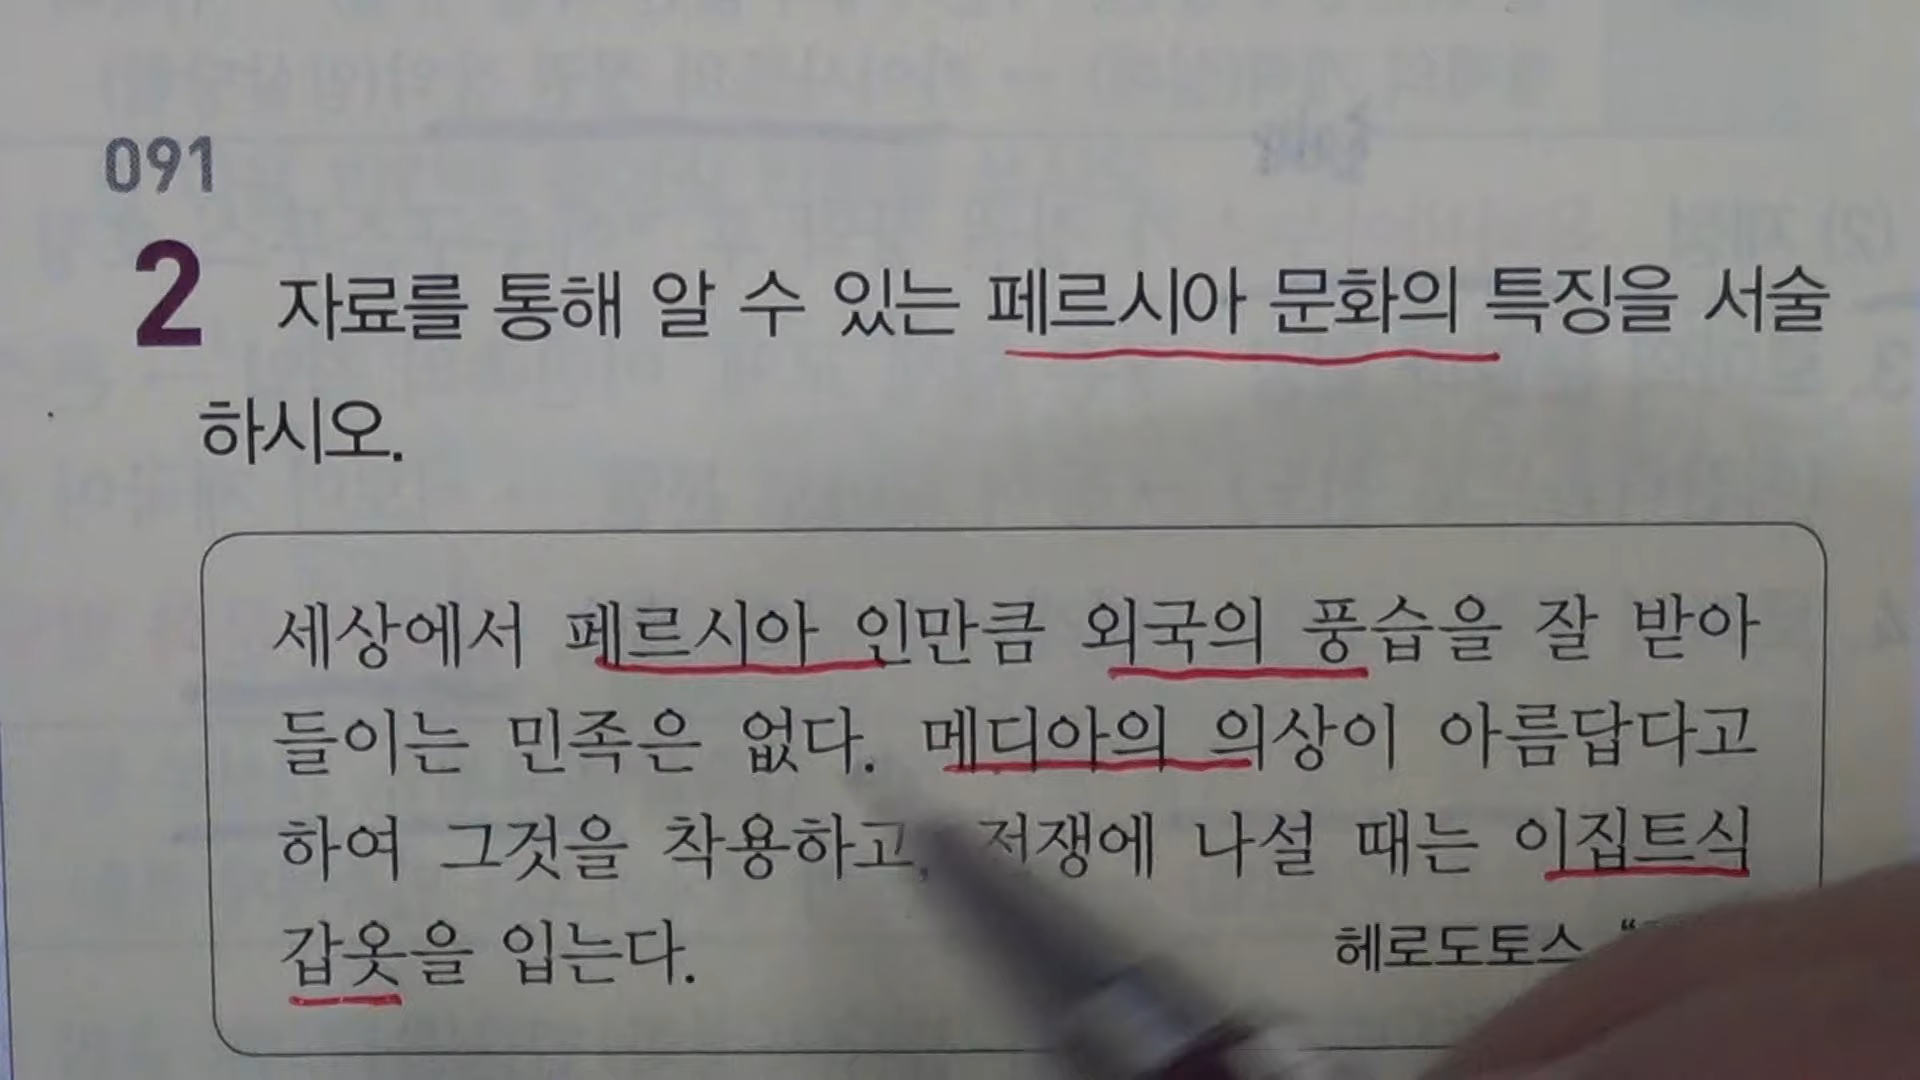 091
2 자료를 통해 알 수 있는 페르시아 문화의 특징을 서술
하시오.
세상에서 페르시아 인만큼 외국의 풍습을 잘 받아
들이는 민족은 없다. 메디아의 의상이 아름답다고
하여 그것을 착용하고, 전쟁에 나설 때는 이집트식
갑옷을 입는다.
헤로도토스